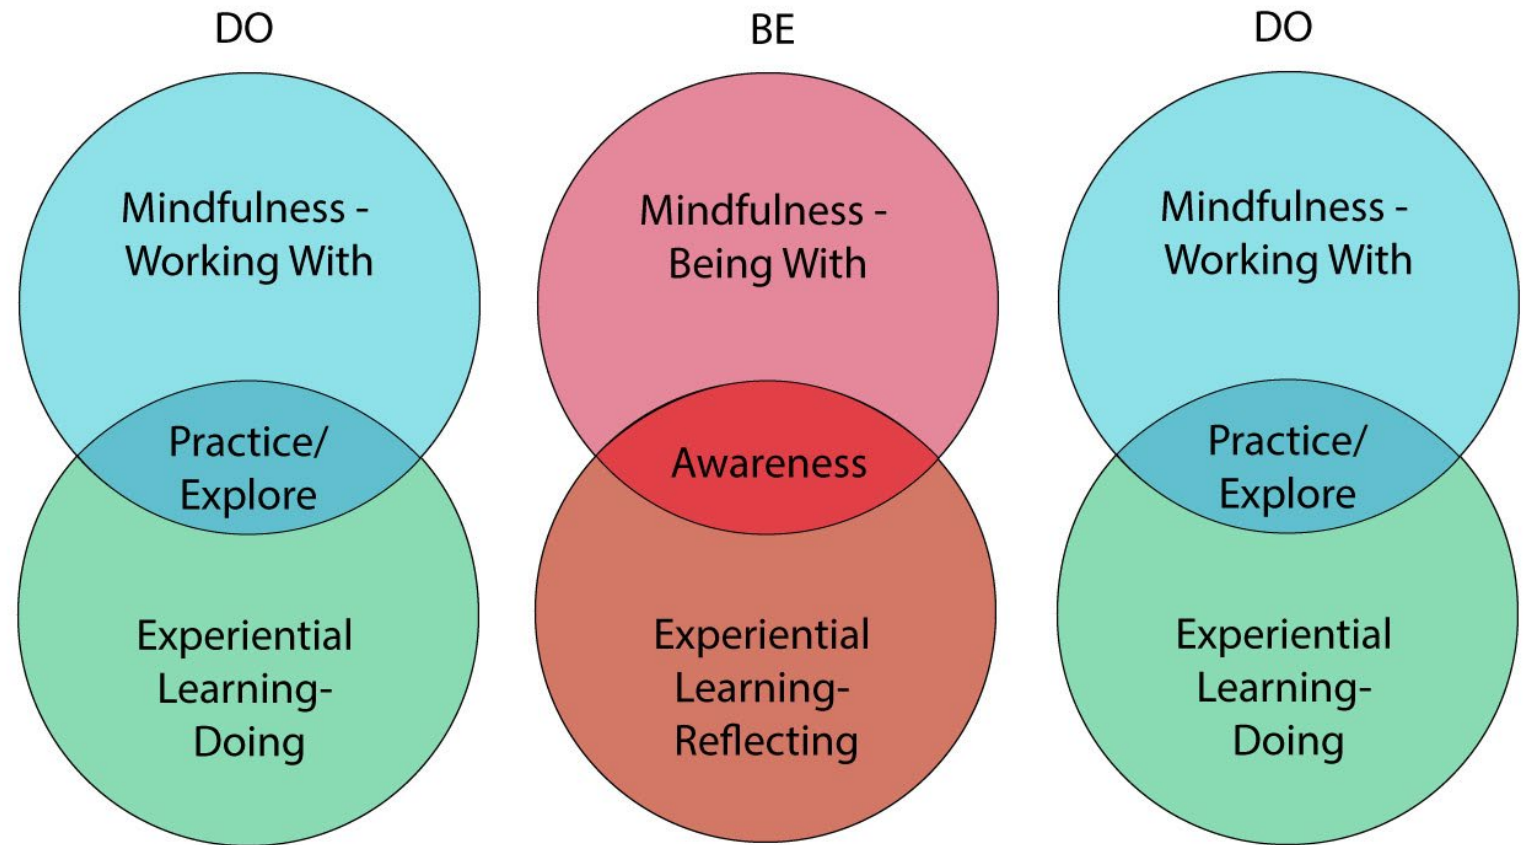 DO
Mindfulness -
Working With
Practice/
Explore
Experiential
Learning-
Doing
BE
Mindfulness -
Being With
Awareness
Experiential
Learning-
Reflecting
DO
Mindfulness -
Working With
Practice/
Explore
Experiential
Learning-
Doing